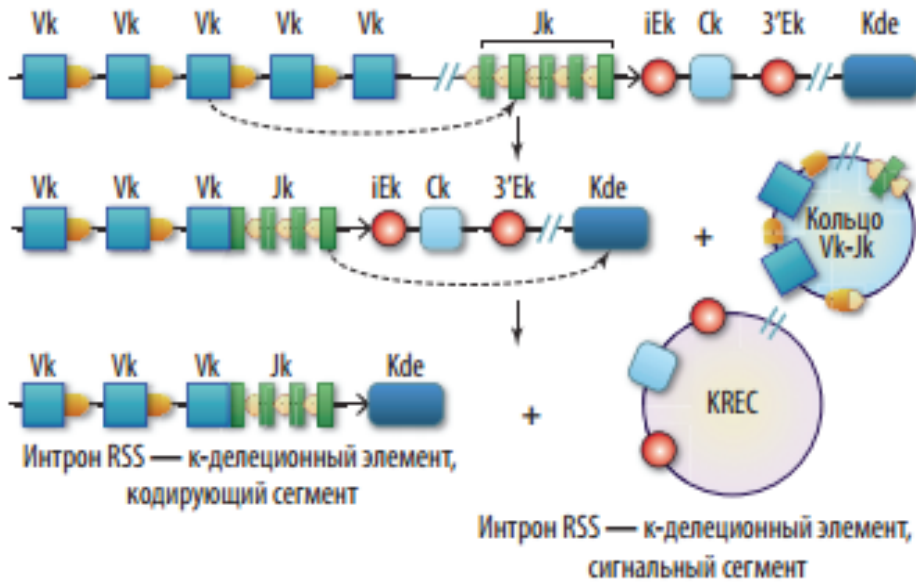 Vk Vk Vk Vk Vk Jk iEk Ck 3'Ek Kde
Vk Vk Vk Jk iEk Ck 3'Ek Kde
+
Кольцо
Vk-Jk
Vk Vk Vk Jk Kde
+
KREC
Интрон RSS — к-делеционный элемент,
кодирующий сегмент
Интрон RSS — к-делеционный элемент,
сигнальный сегмент